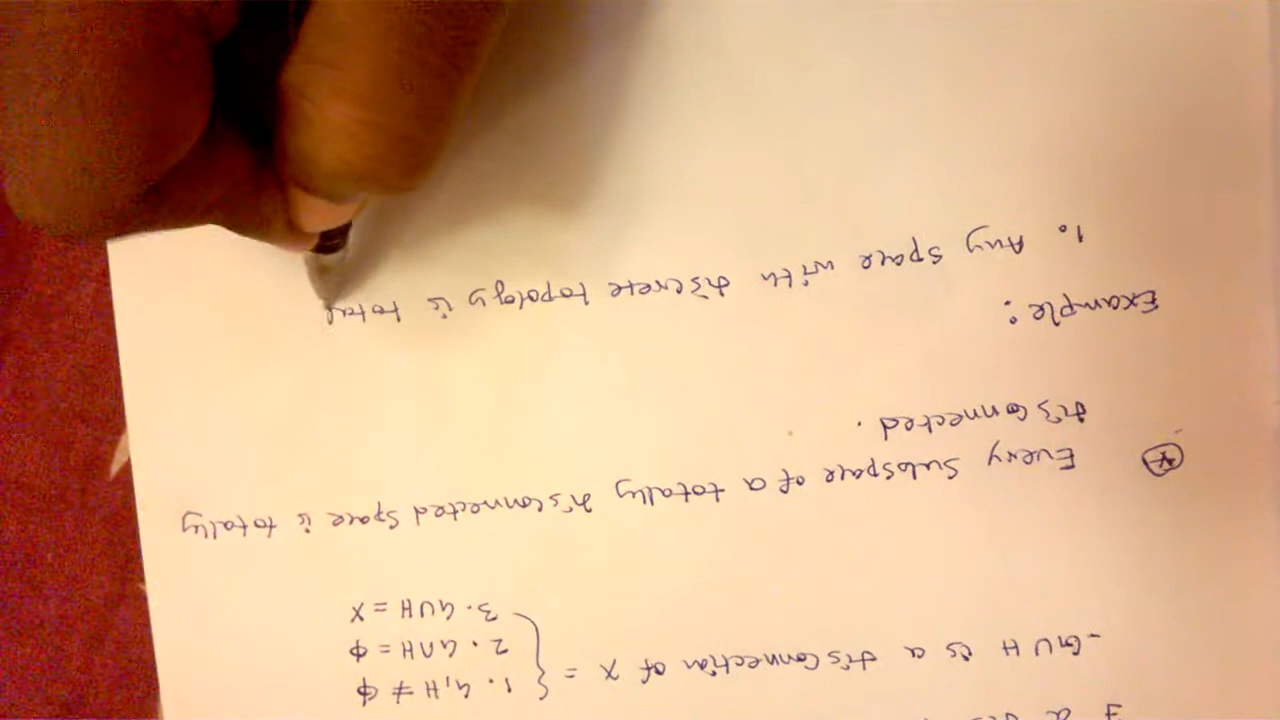 ∃ a
- GUH is a disconnection of X = { 1. G,H ≠ ϕ
2. G∩H = ϕ
3. G∪H = X
* Every Subspace of a totally disconnected space is totally
disconnected.
Example:
1. Any space with discrete topology is total